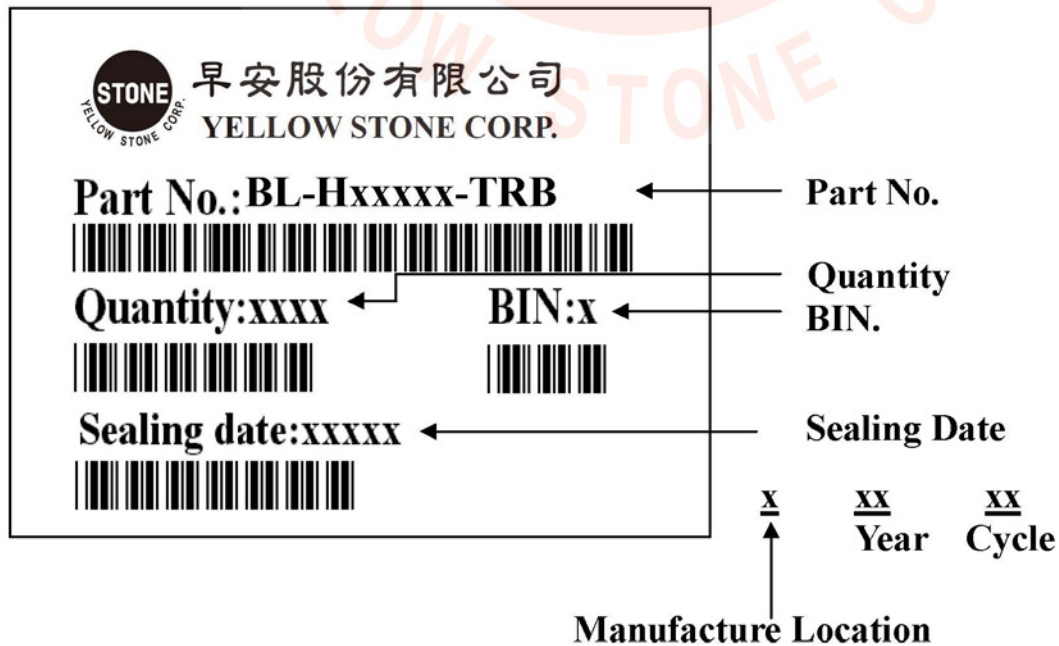 STONE
YELLOW STONE CORP.
早安股份有限公司
YELLOW STONE CORP.
OW STONE
Part No.:BL-Hxxxxx-TRB
Part No.
Quantity:xxxx
BIN:x
Quantity
BIN.
Sealing date:xxxxx
Sealing Date
x xx xx
Year Cycle
Manufacture Location